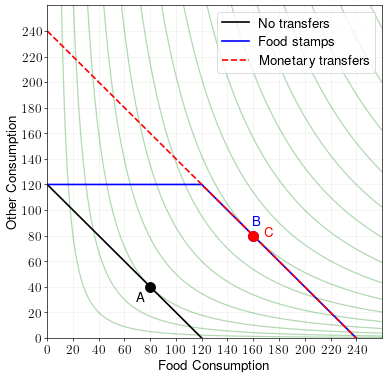 No transfers
Food stamps
Monetary transfers
240
220
200
180
160
140
120
100
80
60
40
20
0
Other Consumption
A
B
C
0 20 40 60 80 100 120 140 160 180 200 220 240
Food Consumption